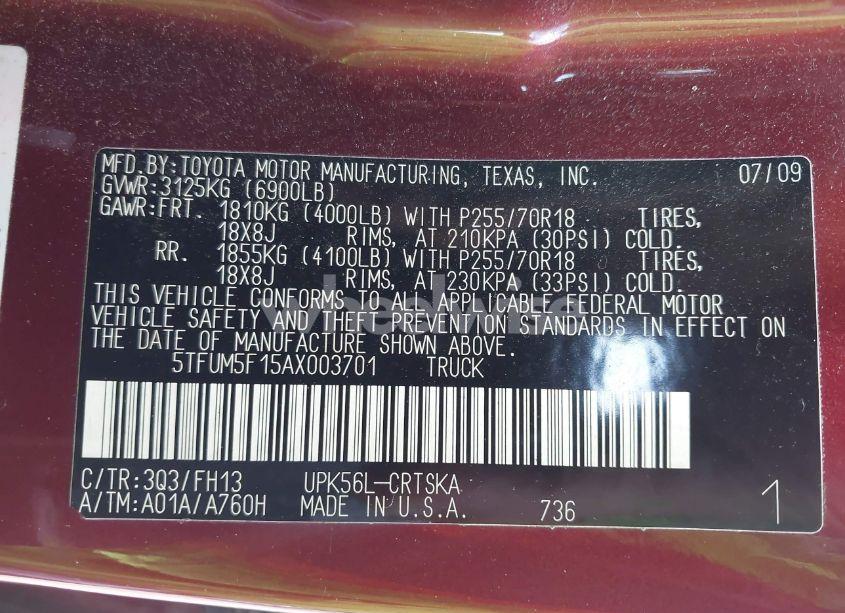 MFD.BY:TOYOTA MOTOR MANUFACTURING, TEXAS, INC. 07/09
GVWR:3125KG (6900LB)
GAWR:FRT. 1810KG (4000LB) WITH P255/70R18 TIRES,
18X8J RIMS, AT 210KPA (30PSI) COLD.
RR. 1855KG (4100LB) WITH P255/70R18 TIRES,
18X8J RIMS, AT 230KPA (33PSI) COLD.
THIS VEHICLE CONFORMS TO ALL APPLICABLE FEDERAL MOTOR
VEHICLE SAFETY AND THEFT PREVENTION STANDARDS IN EFFECT ON
THE DATE OF MANUFACTURE SHOWN ABOVE.
5TFUM5F15AX003701 TRUCK
C/TR:3Q3/FH13 UPK56L-CRTSKA
A/TM:A01A/A760H MADE IN U.S.A. 736 1